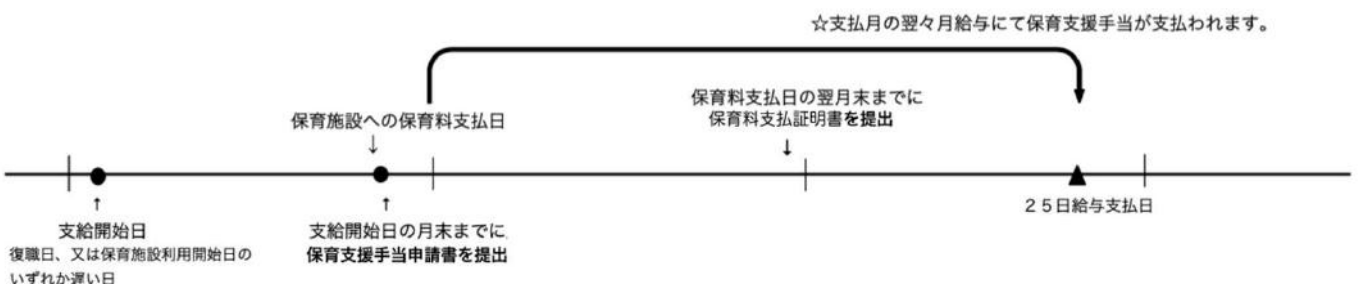 ☆支払月の翌々月給与にて保育支援手当が支払われます。
保育料支払日の翌月末までに
保育料支払証明書を提出
↓
保育施設への保育料支払日
↓
↑
支給開始日
復職日、又は保育施設利用開始日の
いずれか遅い日
↑
支給開始日の月末までに
保育支援手当申請書を提出
２５日給与支払日